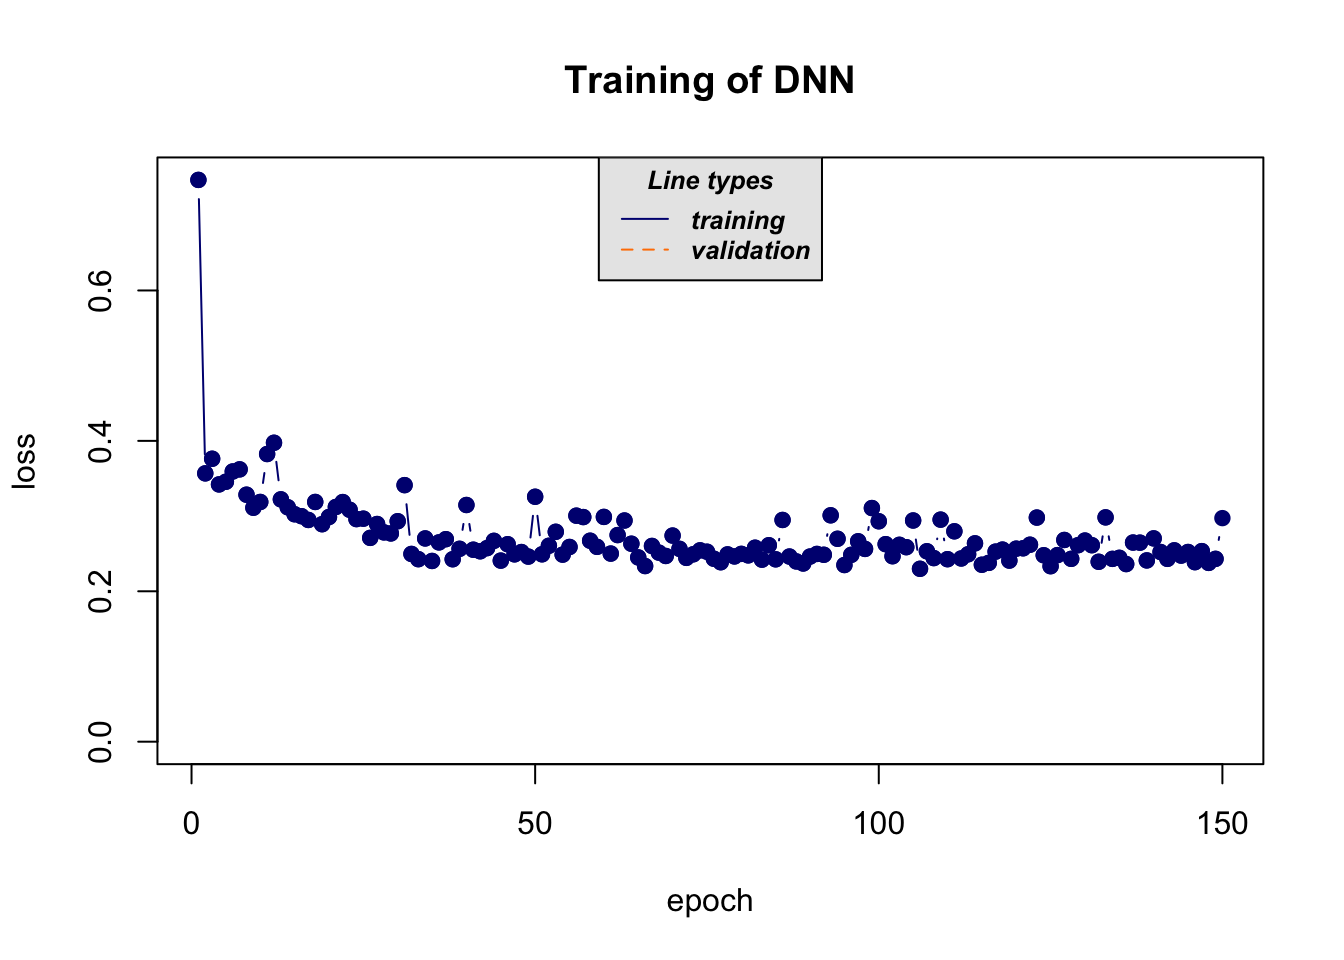 Training of DNN
Line types
training
validation
loss
0.6
0.4
0.2
0.0
0 50 100 150
epoch